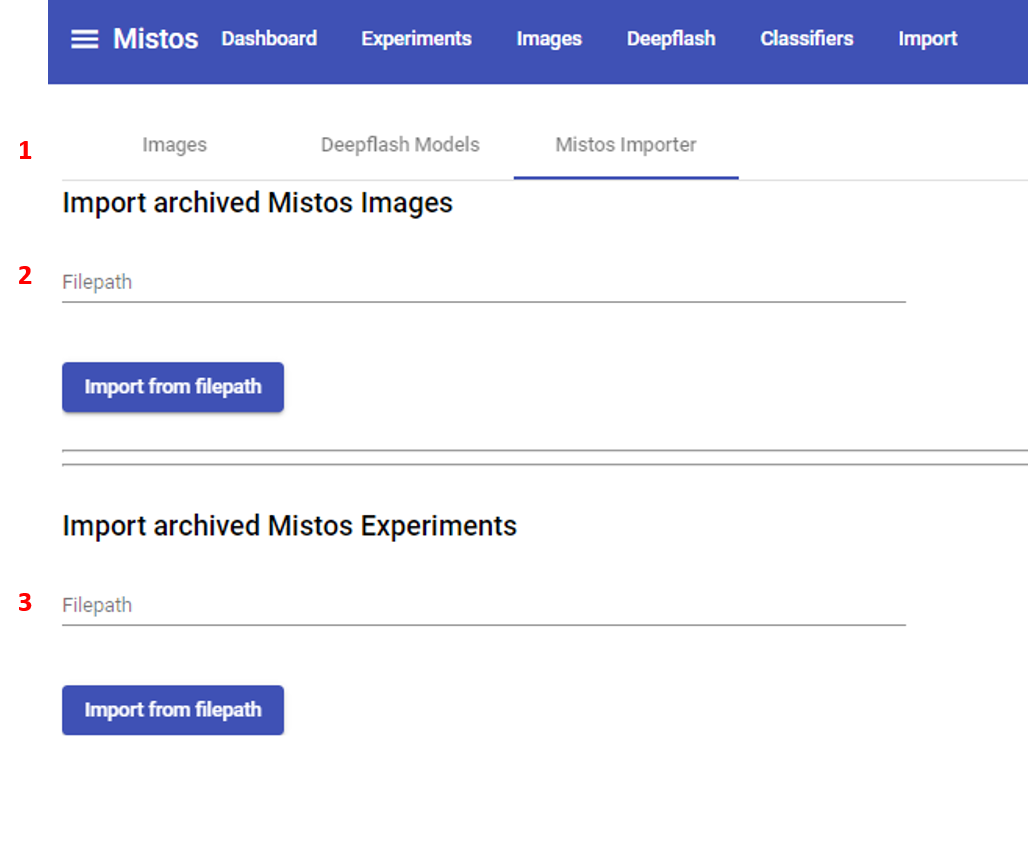 Mistos Dashboard Experiments Images Deepflash Classifiers Import
1 Images Deepflash Models Mistos Importer
Import archived Mistos Images
2 Filepath
Import from filepath
Import archived Mistos Experiments
3 Filepath
Import from filepath